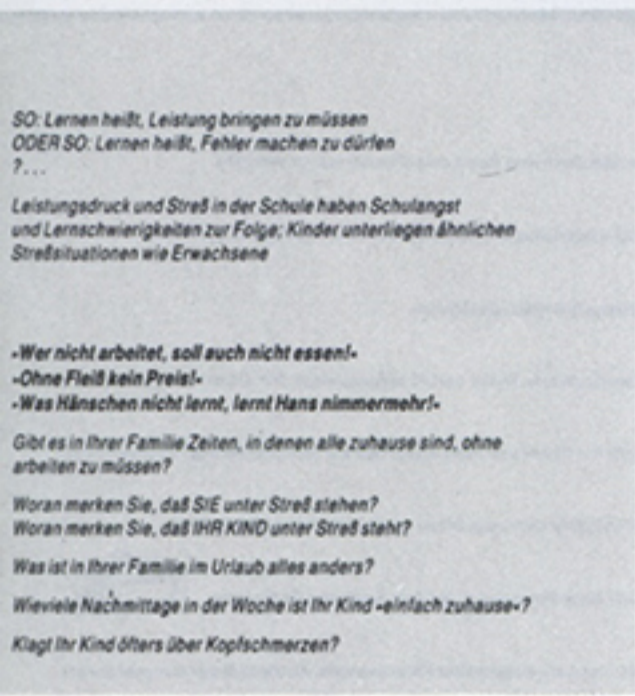 SO: Lernen heißt, Leistung bringen zu müssen
ODER SO: Lernen heißt, Fehler machen zu dürfen
?...
Leistungsdruck und Streß in der Schule haben Schulangst
und Lernschwierigkeiten zur Folge; Kinder unterliegen ähnlichen
Streßsituationen wie Erwachsene
»Wer nicht arbeitet, soll auch nicht essen!«
»Ohne Fleiß kein Preis!«
»Was Hänschen nicht lernt, lernt Hans nimmermehr!«
Gibt es in Ihrer Familie Zeiten, in denen alle zuhause sind, ohne
arbeiten zu müssen?
Woran merken Sie, daß SIE unter Streß stehen?
Woran merken Sie, daß IHR KIND unter Streß steht?
Was ist in Ihrer Familie im Urlaub alles anders?
Wieviele Nachmittage in der Woche ist Ihr Kind »einfach zuhause«?
Klagt Ihr Kind öfters über Kopfschmerzen?